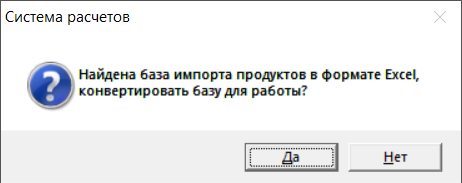 Система расчетов
Найдена база импорта продуктов в формате Excel,
конвертировать базу для работы?
Да
Нет